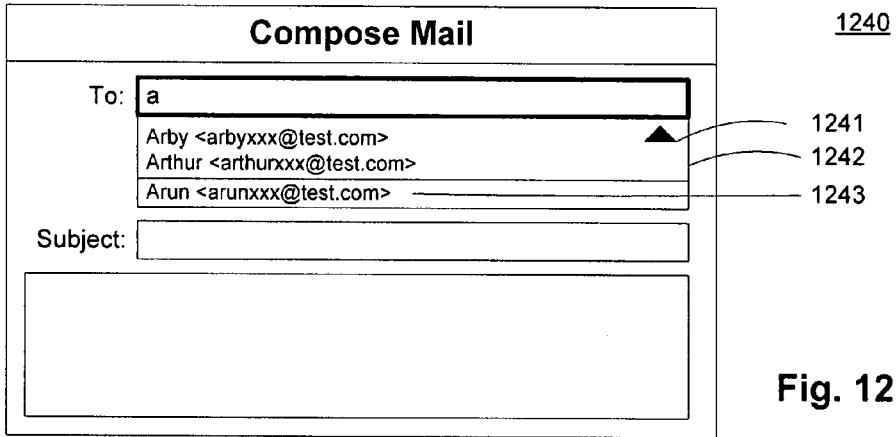 Compose Mail
1240
To: a
Arby <arbyxxx@test.com>
1241
Arthur <arthurxxx@test.com>
1242
Arun <arunxxx@test.com>
1243
Subject:
Fig. 12